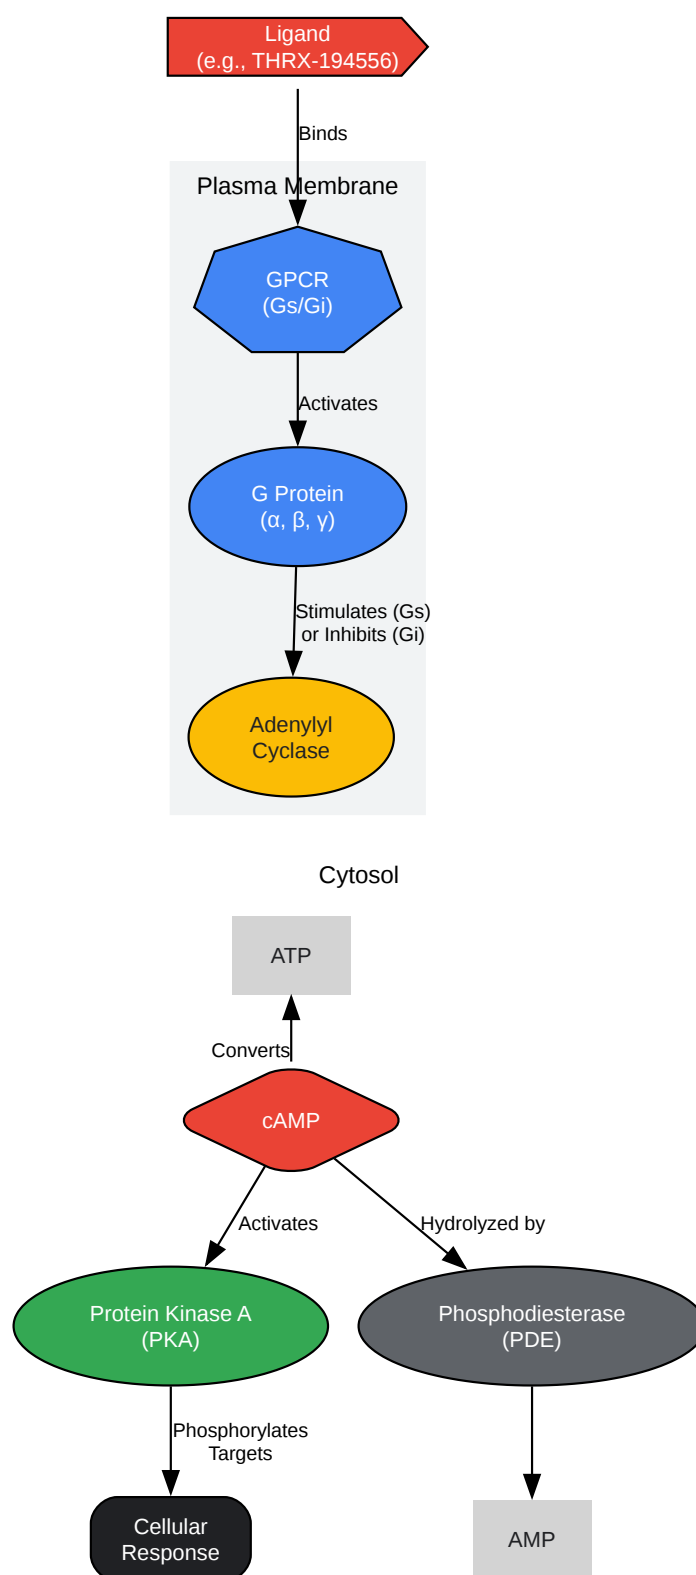 Ligand
(e.g., THRX-194556)
Binds
Plasma Membrane
GPCR
(Gs/Gi)
Activates
G Protein
(α, β, γ)
Stimulates (Gs)
or Inhibits (Gi)
Adenylyl
Cyclase
Cytosol
ATP
Converts
cAMP
Activates
Hydrolyzed by
Protein Kinase A
(PKA)
Phosphodiesterase
(PDE)
Phosphorylates
Targets
Cellular
Response
AMP